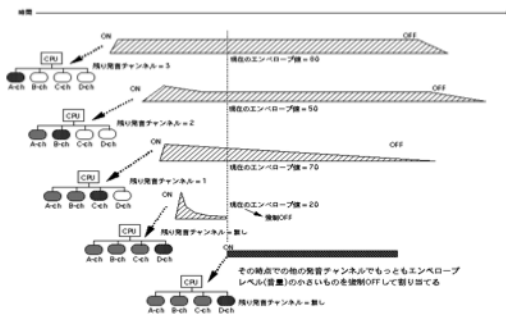 時間
ON
OFF
CPU
残り発音チャンネル = 3
現在のエンベロープ値 = 80
A-ch B-ch C-ch D-ch
ON
OFF
CPU
残り発音チャンネル = 2
現在のエンベロープ値 = 50
A-ch B-ch C-ch D-ch
ON
OFF
CPU
残り発音チャンネル = 1
現在のエンベロープ値 = 70
A-ch B-ch C-ch D-ch
ON
現在のエンベロープ値 = 20
強制OFF
CPU
残り発音チャンネル = 無し
A-ch B-ch C-ch D-ch
ON
CPU
その時点での他の発音チャンネルでもっともエンベロープ
レベル(音量)の小さいものを強制OFFして割り当てる
A-ch B-ch C-ch D-ch
残り発音チャンネル = 無し